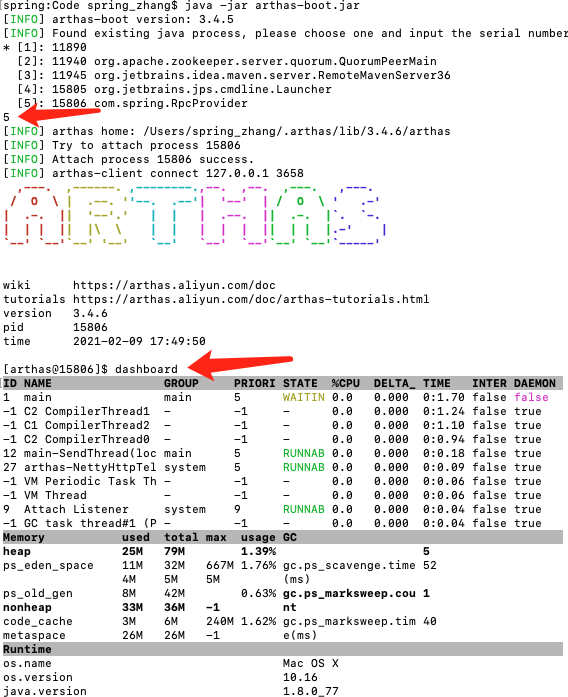 spring:Code spring_zhang$ java -jar arthas-boot.jar
[INFO] arthas-boot version: 3.4.5
[INFO] Found existing java process, please choose one and input the serial number
* [1]: 11890
[2]: 11940 org.apache.zookeeper.server.quorum.QuorumPeerMain
[3]: 11945 org.jetbrains.idea.maven.server.RemoteMavenServer36
[4]: 15805 org.jetbrains.jps.cmdline.Launcher
[5]: 15806 com.spring.RpcProvider
5
[INFO] arthas home: /Users/spring_zhang/.arthas/lib/3.4.6/arthas
[INFO] Try to attach process 15806
[INFO] Attach process 15806 success.
[INFO] arthas-client connect 127.0.0.1 3658
ARTHAS
wiki https://arthas.aliyun.com/doc
tutorials https://arthas.aliyun.com/doc/arthas-tutorials.html
version 3.4.6
pid 15806
time 2021-02-09 17:49:50
[arthas@15806]$ dashboard
ID NAME GROUP PRIORI STATE %CPU DELTA_ TIME INTER DAEMON
1 main main 5 WAITIN 0.0 0.000 0:1.70 false false
-1 C2 CompilerThread1 - -1 - 0.0 0.000 0:1.24 false true
-1 C1 CompilerThread2 - -1 - 0.0 0.000 0:1.10 false true
-1 C2 CompilerThread0 - -1 - 0.0 0.000 0:0.94 false true
12 main-SendThread(loc main 5 RUNNAB 0.0 0.000 0:0.18 false true
27 arthas-NettyHttpTel system 5 RUNNAB 0.0 0.000 0:0.09 false true
-1 VM Periodic Task Th - -1 - 0.0 0.000 0:0.06 false true
-1 VM Thread - -1 - 0.0 0.000 0:0.06 false true
9 Attach Listener system 9 RUNNAB 0.0 0.000 0:0.04 false true
-1 GC task thread#1 (P - -1 - 0.0 0.000 0:0.04 false true
Memory used total max usage GC
heap 25M 79M 1.39% 5
ps_eden_space 11M 32M 667M 1.76% gc.ps_scavenge.time 52
4M 5M 5M (ms)
ps_old_gen 8M 42M 0.63% gc.ps_marksweep.cou 1
nonheap 33M 36M -1 nt
code_cache 3M 6M 240M 1.62% gc.ps_marksweep.tim 40
metaspace 26M 26M -1 e(ms)
Runtime
os.name Mac OS X
os.version 10.16
java.version 1.8.0_77